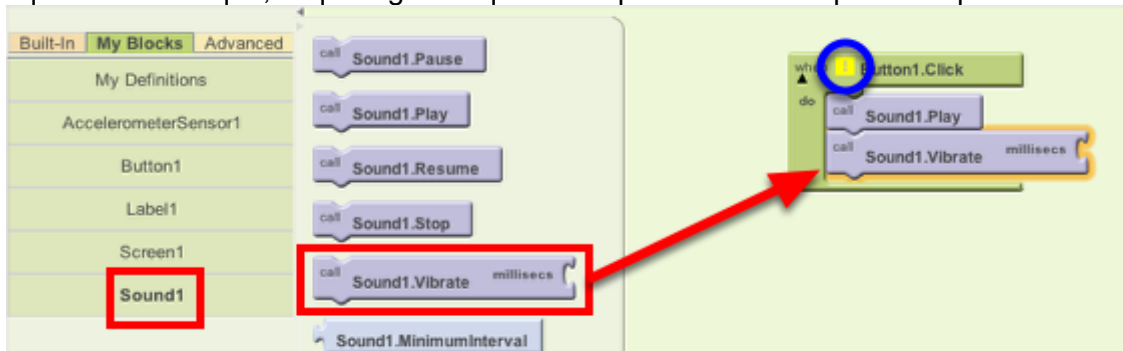 Built-In My Blocks Advanced
My Definitions
AccelerometerSensor1
Button1
Label1
Screen1
Sound1
call Sound1.Pause
call Sound1.Play
call Sound1.Resume
call Sound1.Stop
call Sound1.Vibrate millisecs
Sound1.MinimumInterval
when ! Button1.Click
do
call Sound1.Play
call Sound1.Vibrate millisecs